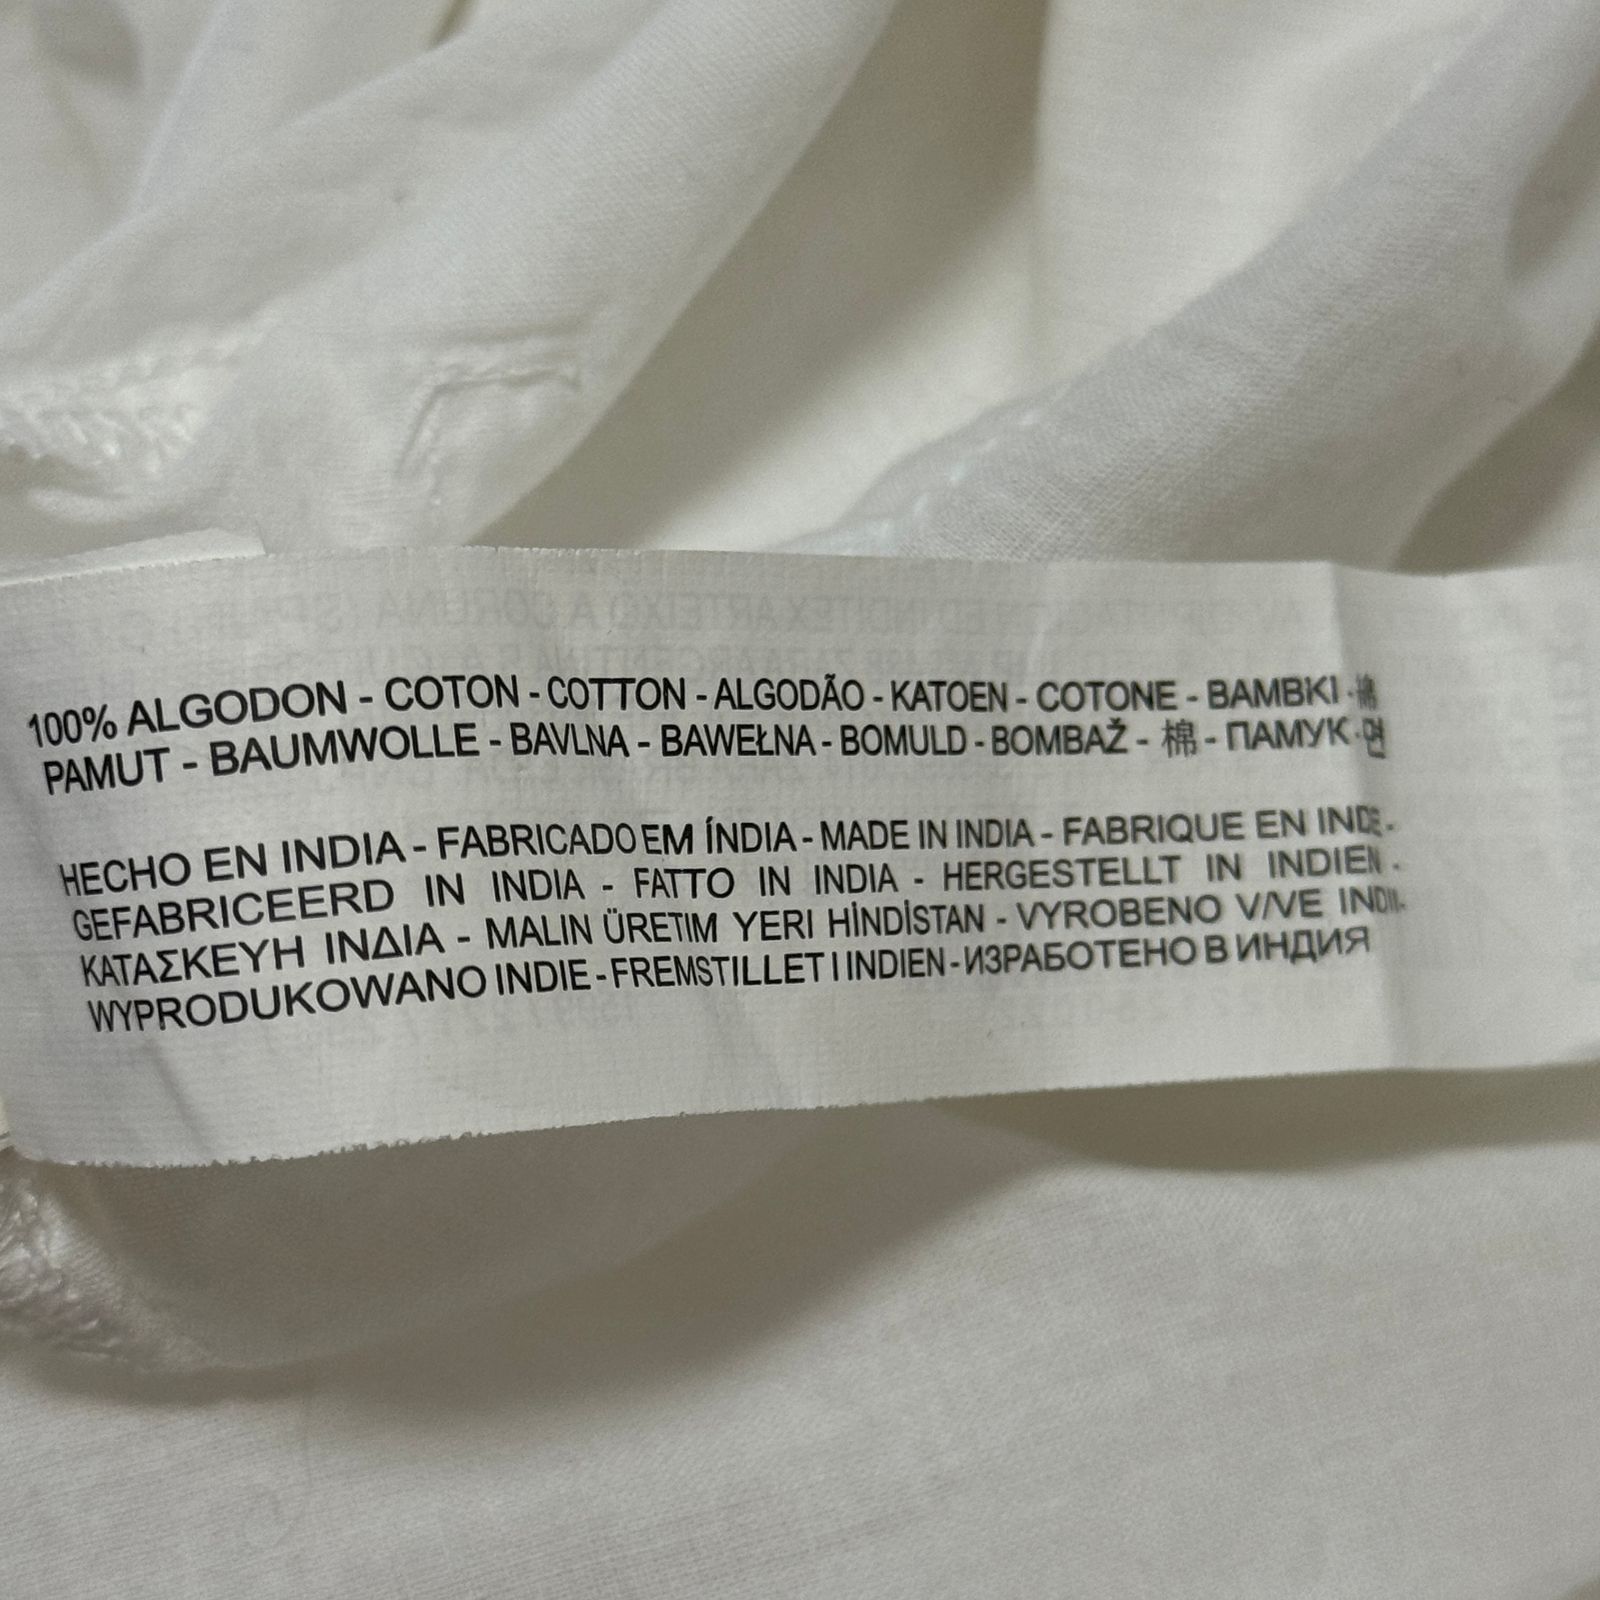 100% ALGODON - COTON - COTTON - ALGODÃO - KATOEN - COTONE - BAMBKI - 棉
PAMUT - BAUMWOLLE - BAVLNA - BAWEŁNA - BOMULD - BOMBAŽ - 棉 - ПАМУК - 면
HECHO EN INDIA - FABRICADO EM ÍNDIA - MADE IN INDIA - FABRIQUE EN INDE -
GEFABRICEERD IN INDIA - FATTO IN INDIA - HERGESTELLT IN INDIEN -
ΚΑΤΑΣΚΕΥΗ ΙΝΔΙΑ - MALIN ÜRETIM YERI HİNDİSTAN - VYROBENO V/VE INDII-
WYPRODUKOWANO INDIE - FREMSTILLET I INDIEN - ИЗРАБОТЕНО В ИНДИЯ